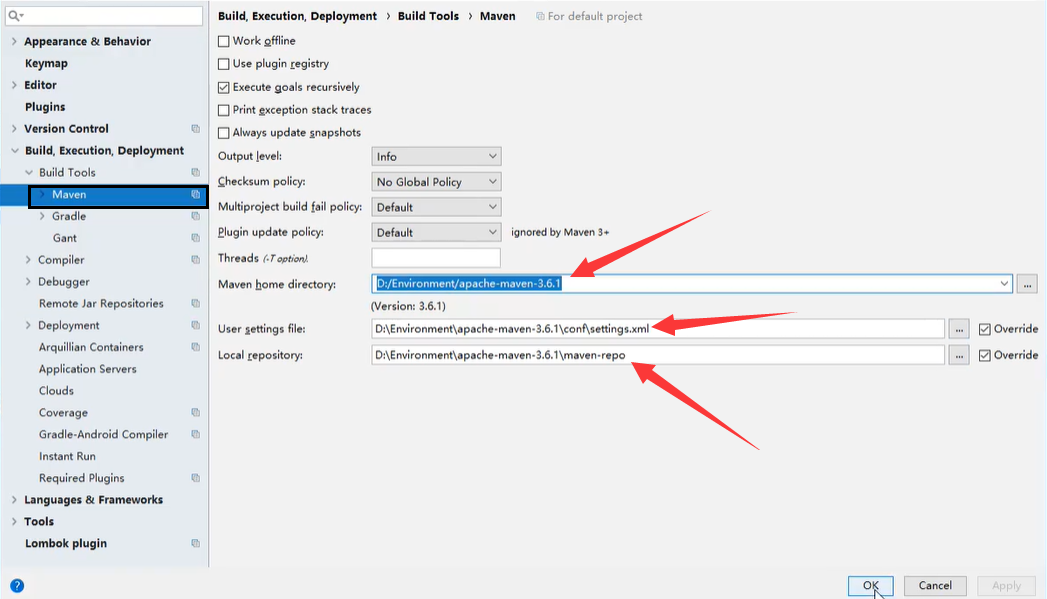 Build, Execution, Deployment › Build Tools › Maven For default project
Appearance & Behavior
Keymap
Editor
Plugins
Version Control
Build, Execution, Deployment
Build Tools
Maven
Gradle
Gant
Compiler
Debugger
Remote Jar Repositories
Deployment
Arquillian Containers
Application Servers
Clouds
Coverage
Gradle-Android Compiler
Instant Run
Required Plugins
Languages & Frameworks
Tools
Lombok plugin
Work offline
Use plugin registry
Execute goals recursively
Print exception stack traces
Always update snapshots
Output level: Info
Checksum policy: No Global Policy
Multiproject build fail policy: Default
Plugin update policy: Default ignored by Maven 3+
Threads (-T option).
Maven home directory: D:/Environment/apache-maven-3.6.1 ...
(Version: 3.6.1)
User settings file: D:\Environment\apache-maven-3.6.1\conf\settings.xml ... Override
Local repository: D:\Environment\apache-maven-3.6.1\maven-repo ... Override
? OK Cancel Apply